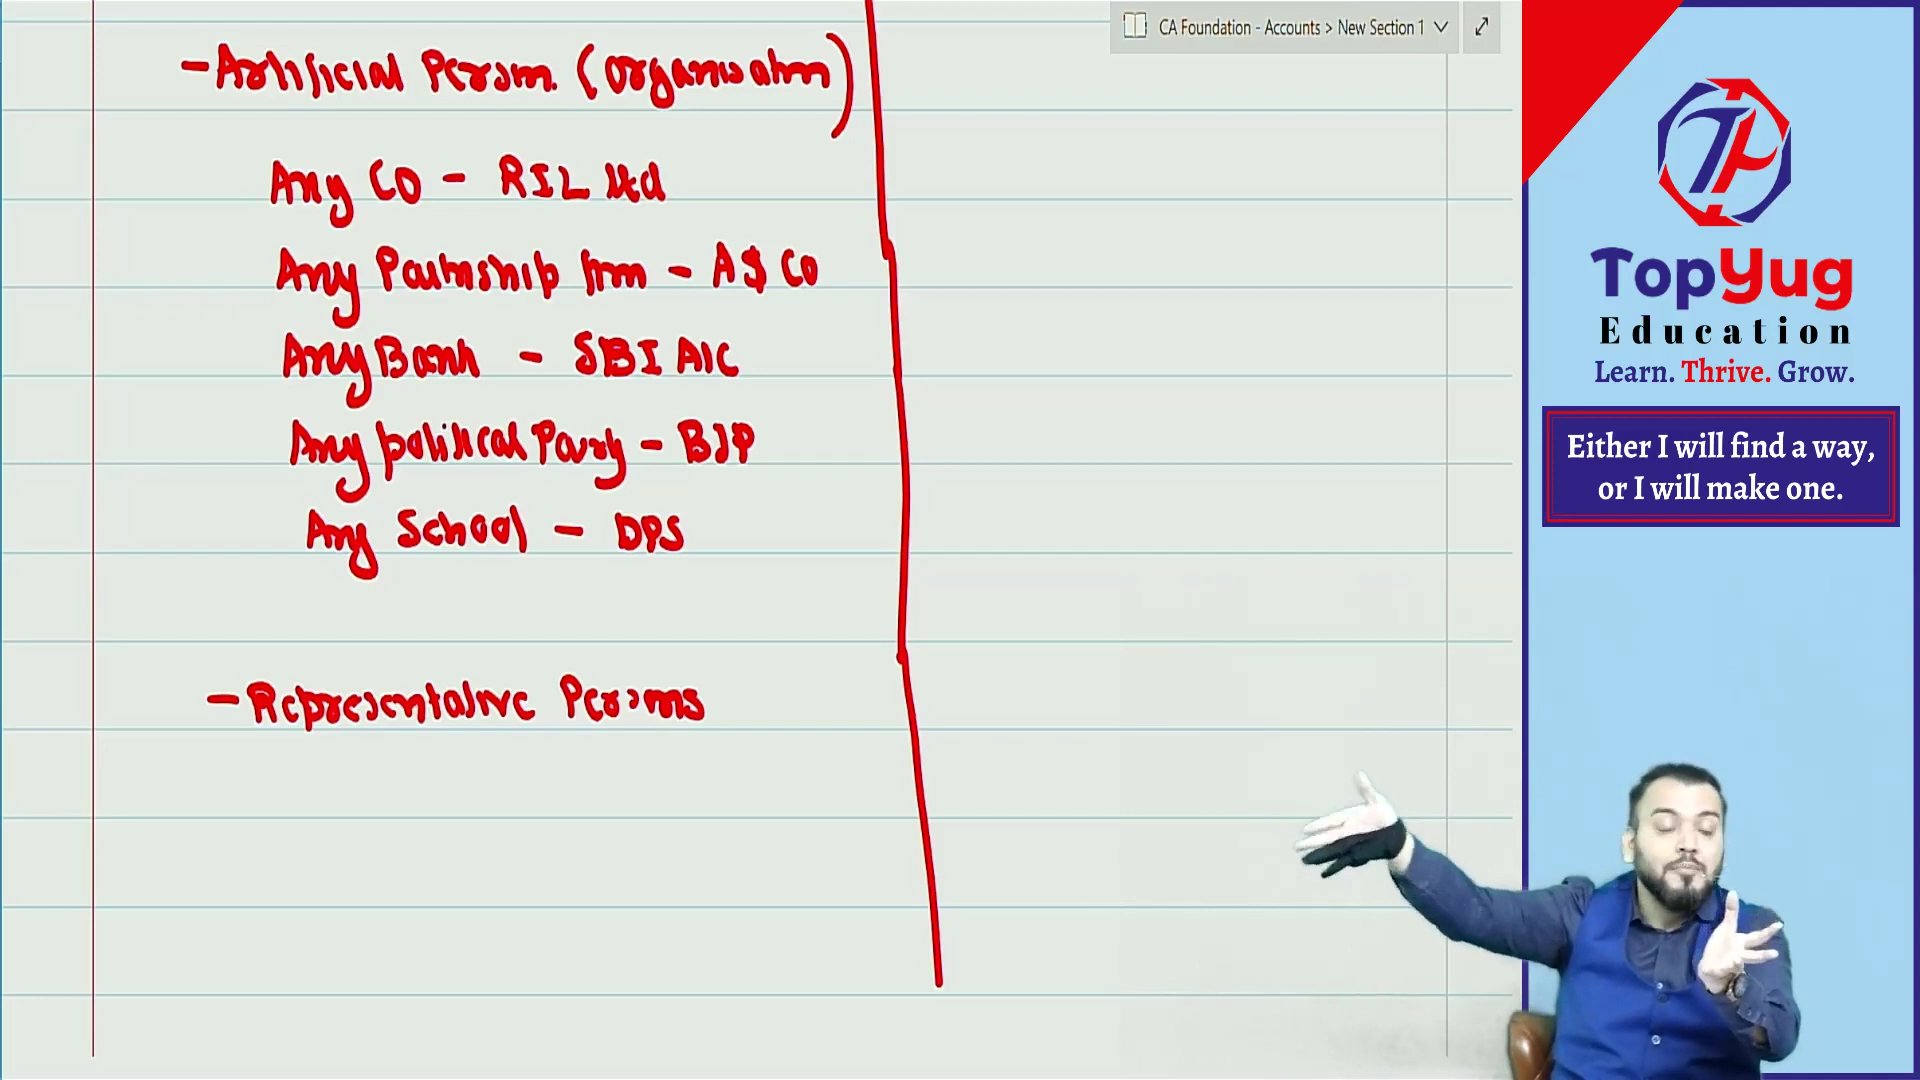 CA Foundation - Accounts > New Section 1
- Artificial Person. (Organisation)
Any CO - RIL Ltd
Any Partnership firm - A $ Co
Any Bank - SBI A/C
Any political Party - BJP
Any School - DPS
- Representative Persons
TopYug
Education
Learn. Thrive. Grow.
Either I will find a way,
or I will make one.